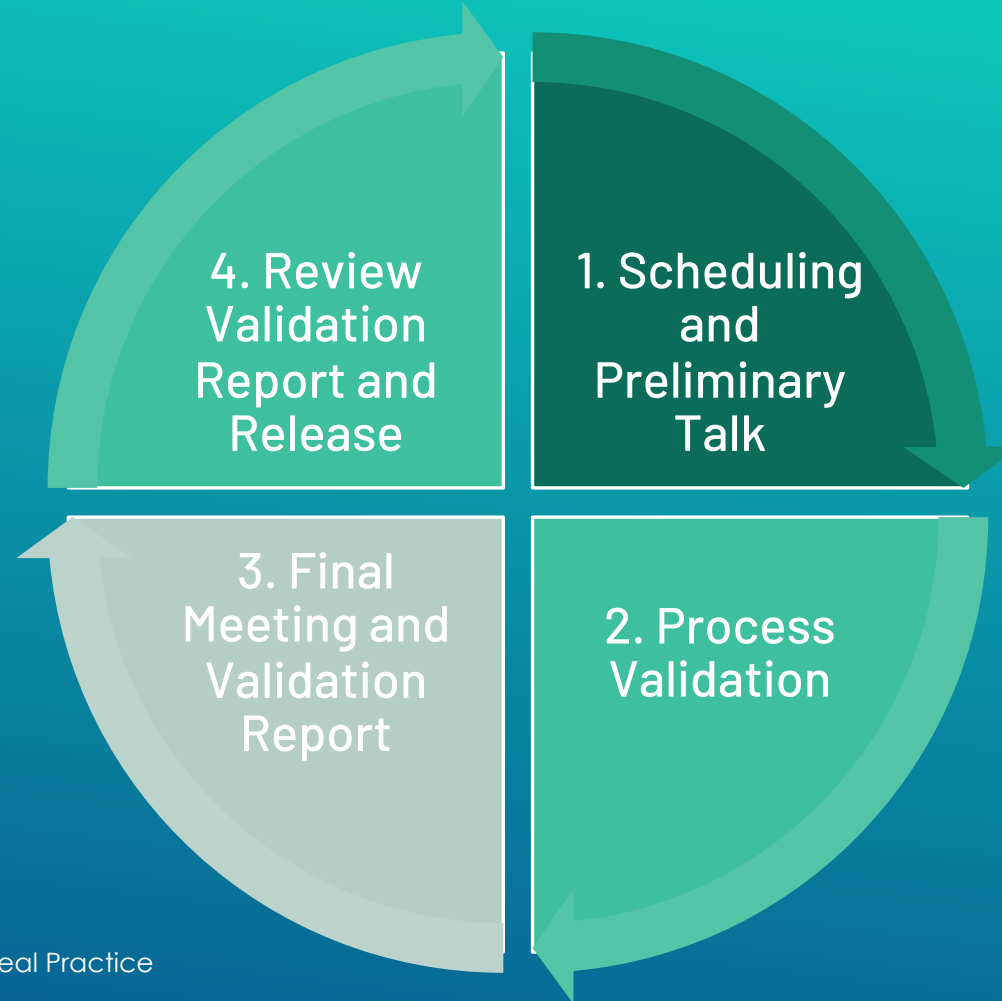 1. Scheduling
and
Preliminary
Talk
2. Process
Validation
3. Final
Meeting and
Validation
Report
4. Review
Validation
Report and
Release
Practice